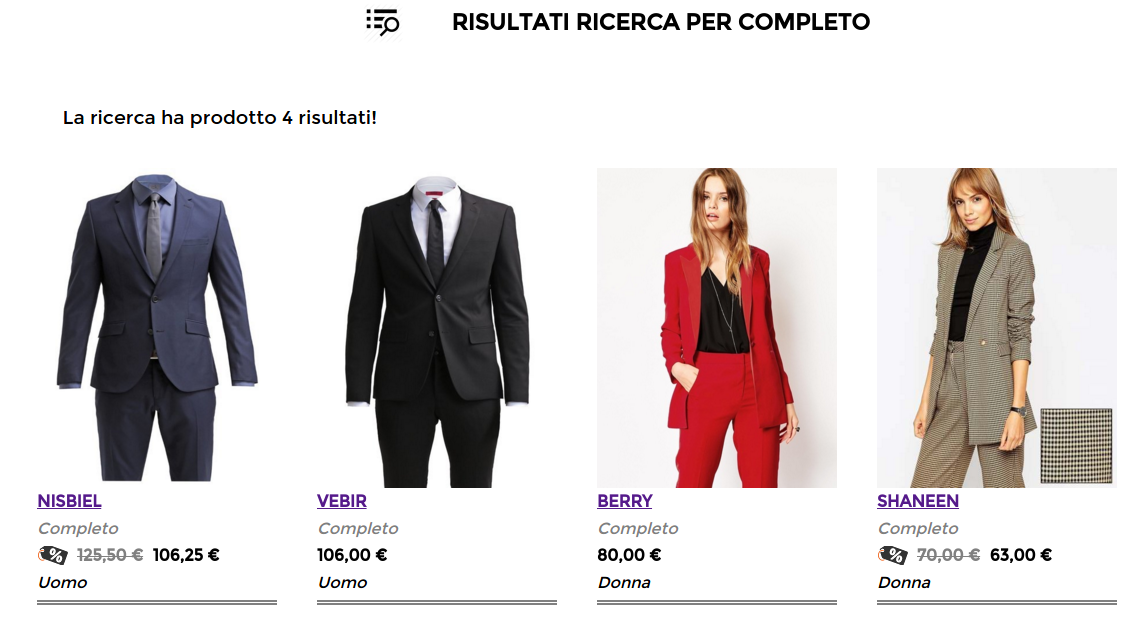 RISULTATI RICERCA PER COMPLETO
La ricerca ha prodotto 4 risultati!
NISBIEL
Completo
% 125,50 € 106,25 €
Uomo
VEBIR
Completo
106,00 €
Uomo
BERRY
Completo
80,00 €
Donna
SHANEEN
Completo
% 70,00 € 63,00 €
Donna